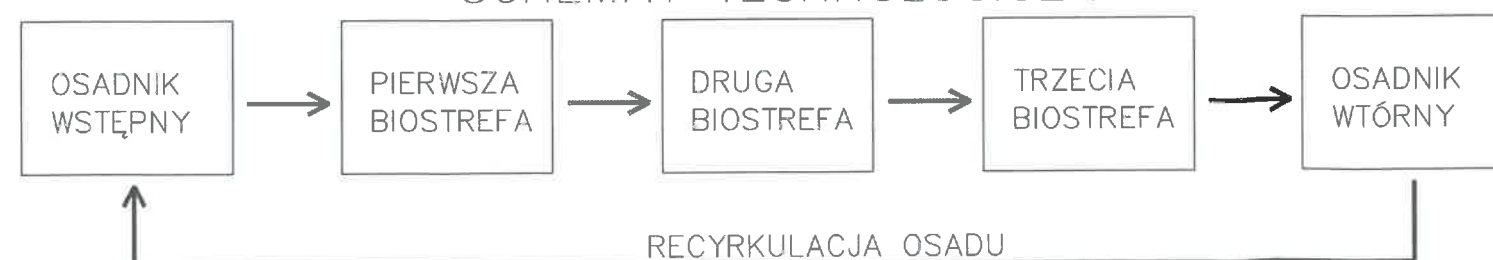 OSADNIK
WSTĘPNY
PIERWSZA
BIOSTREFA
DRUGA
BIOSTREFA
TRZECIA
BIOSTREFA
OSADNIK
WTÓRNY
RECYRKULACJA OSADU